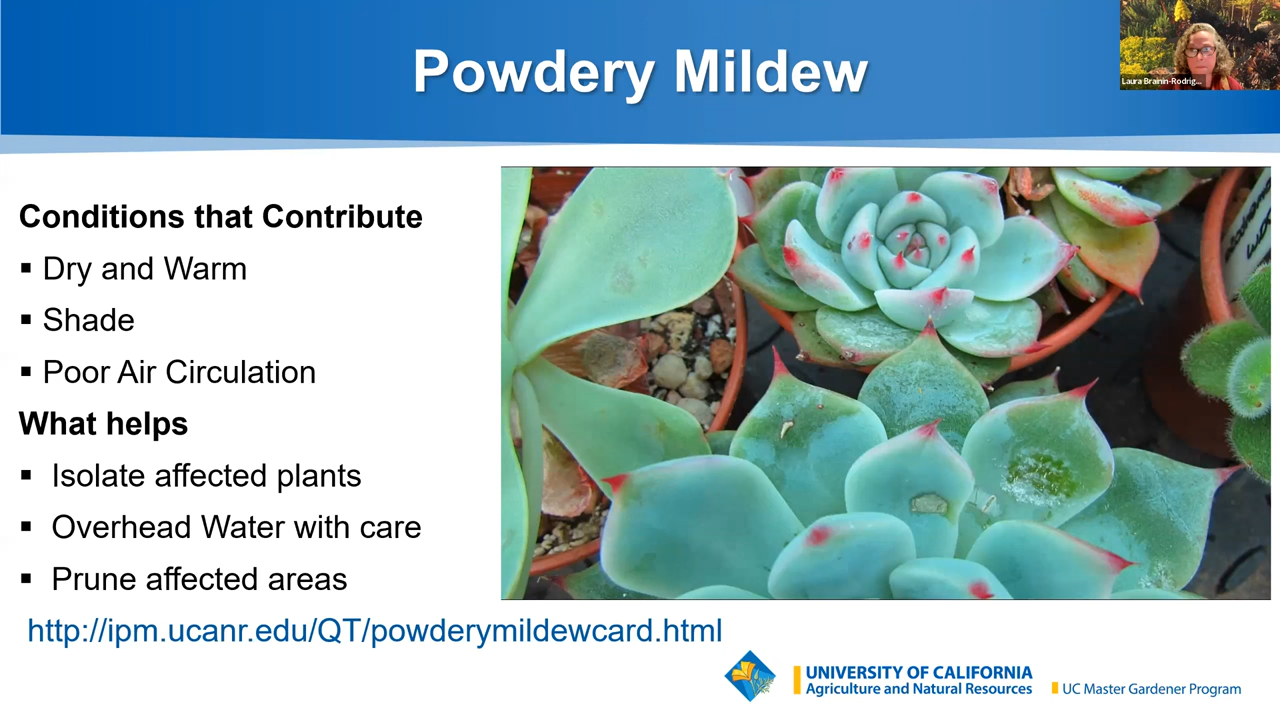 Powdery Mildew
Laura Brainin-Rodrig...
Conditions that Contribute
▪ Dry and Warm
▪ Shade
▪ Poor Air Circulation
What helps
▪ Isolate affected plants
▪ Overhead Water with care
▪ Prune affected areas
http://ipm.ucanr.edu/QT/powderymildewcard.html
UNIVERSITY OF CALIFORNIA
Agriculture and Natural Resources
UC Master Gardener Program